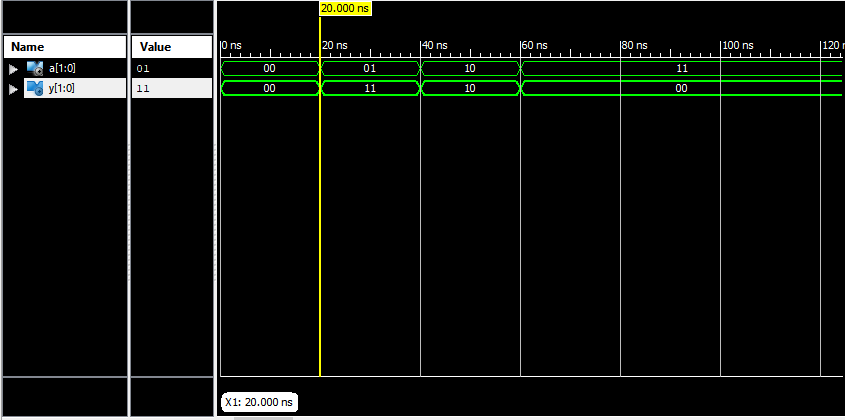 20.000 ns
Name Value
0 ns 20 ns 40 ns 60 ns 80 ns 100 ns 120 n
a[1:0] 01 00 01 10 11
y[1:0] 11 00 11 10 00
X1: 20.000 ns